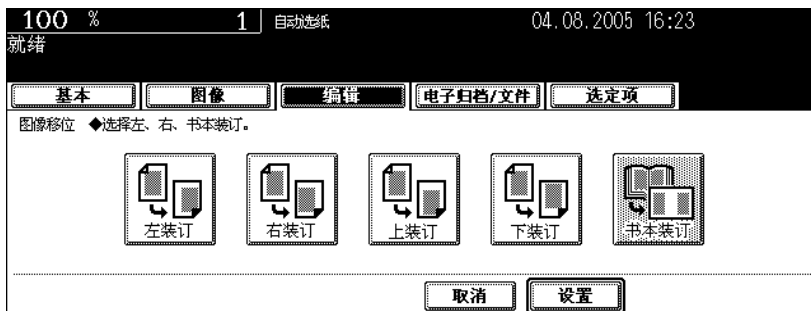 100 % 1 自动选纸 04.08.2005 16:23
就绪
基本 图像 编辑 电子归档/文件 选定项
图像移位 ◆选择左、右、书本装订。
左装订 右装订 上装订 下装订 书本装订
取消 设置